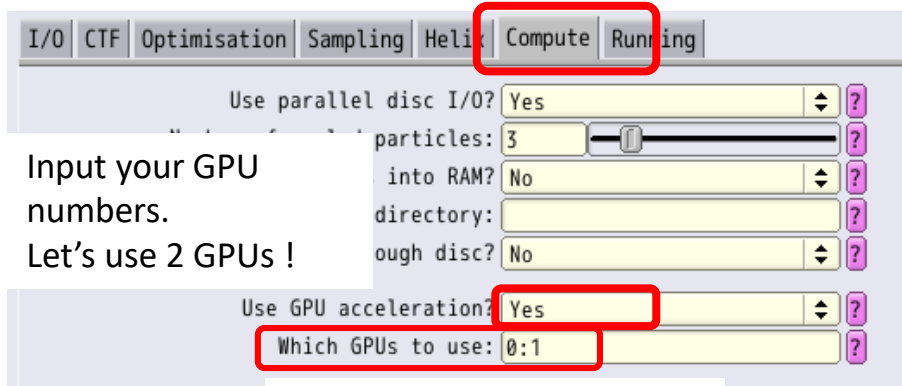 I/O CTF Optimisation Sampling Helix Compute Running
Use parallel disc I/O? Yes ?
particles: 3 ?
into RAM? No ?
directory: ?
ough disc? No ?
Input your GPU
numbers.
Let's use 2 GPUs !
Use GPU acceleration? Yes ?
Which GPUs to use: 0:1 ?